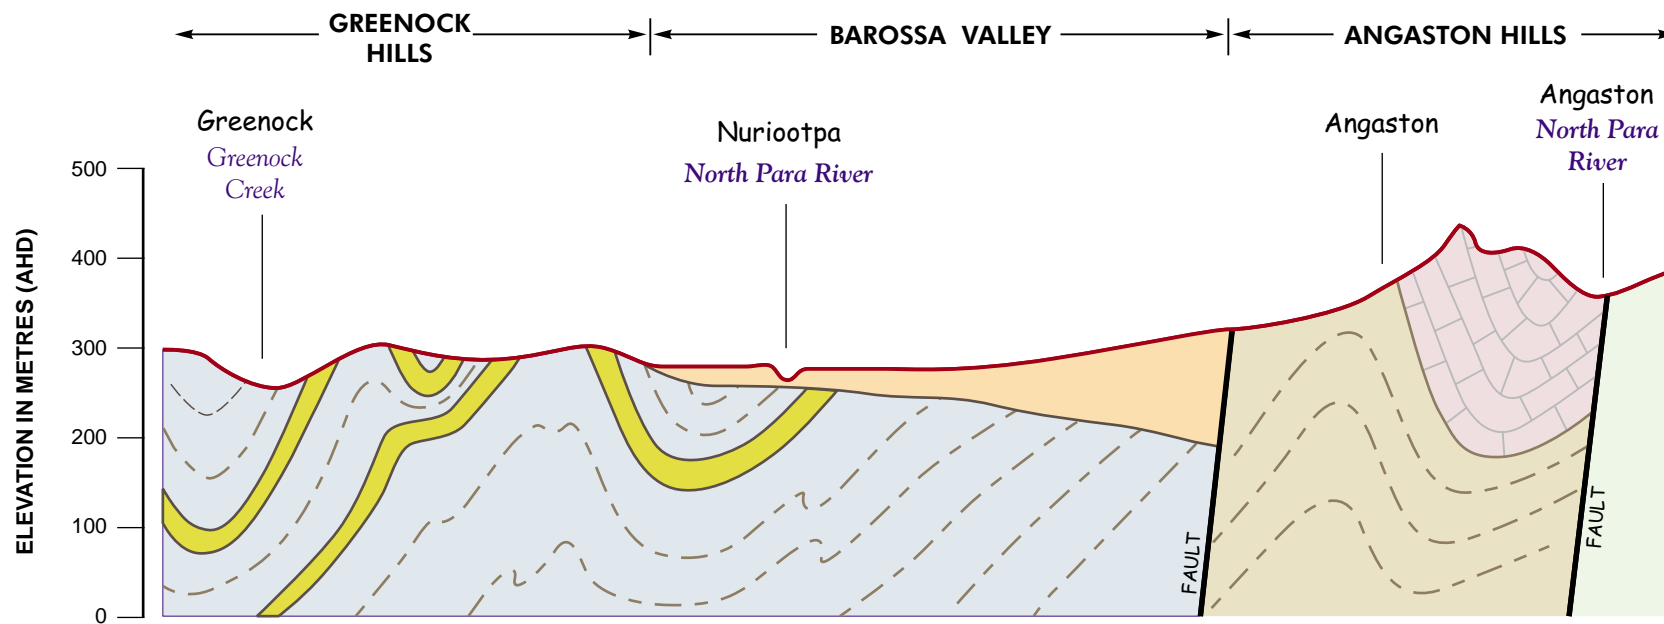 GREENOCK
HILLS
BAROSSA VALLEY
ANGASTON HILLS
Greenock
Greenock
Creek
Nuriootpa
North Para River
Angaston
Angaston
North Para
River
ELEVATION IN METRES (AHD)
500
400
300
200
100
0
FAULT
FAULT